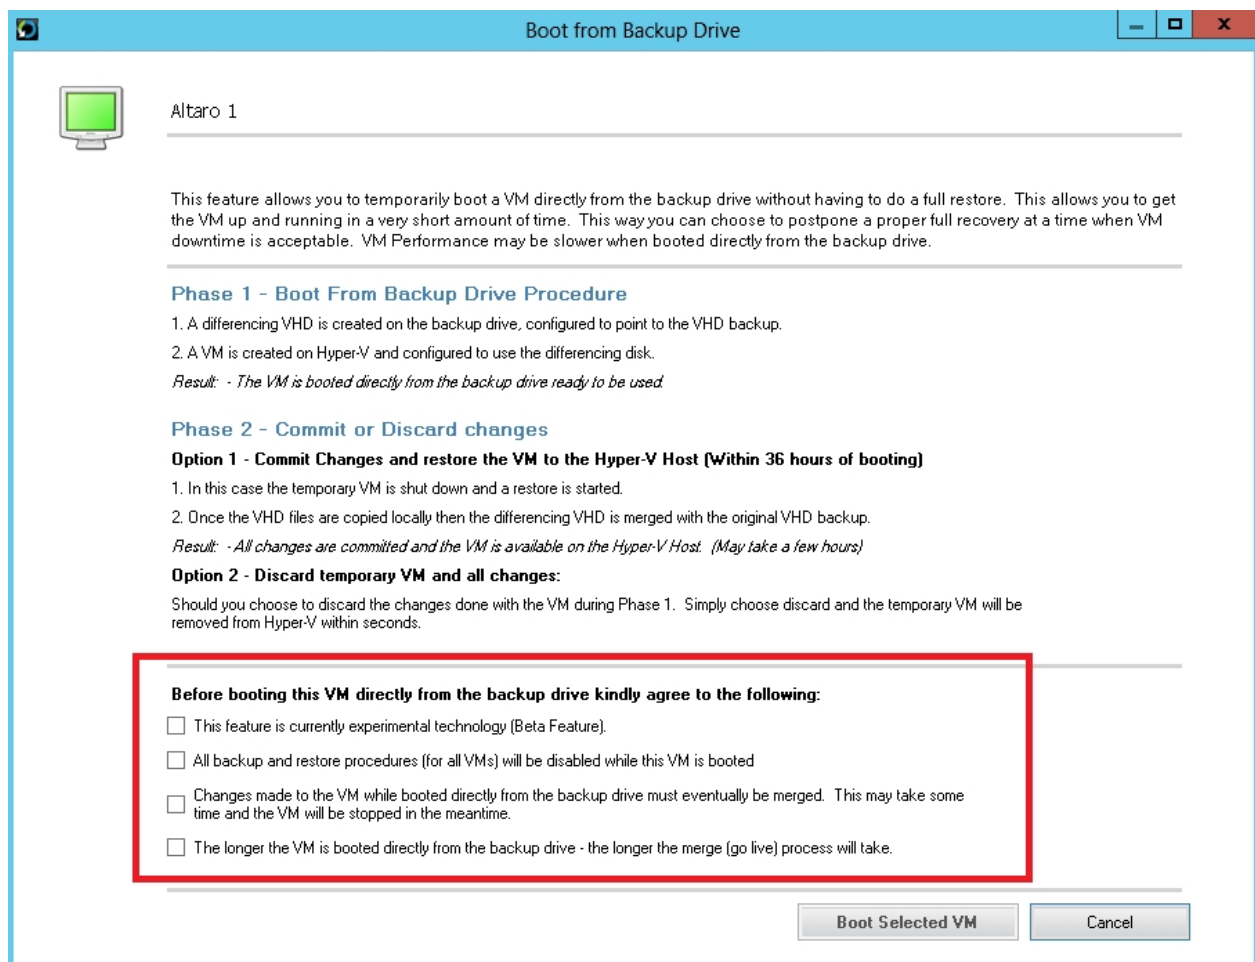 Boot from Backup Drive
Altaro 1
This feature allows you to temporarily boot a VM directly from the backup drive without having to do a full restore. This allows you to get
the VM up and running in a very short amount of time. This way you can choose to postpone a proper full recovery at a time when VM
downtime is acceptable. VM Performance may be slower when booted directly from the backup drive.
Phase 1 - Boot From Backup Drive Procedure
1. A differencing VHD is created on the backup drive, configured to point to the VHD backup.
2. A VM is created on Hyper-V and configured to use the differencing disk.
Result: - The VM is booted directly from the backup drive ready to be used.
Phase 2 - Commit or Discard changes
Option 1 - Commit Changes and restore the VM to the Hyper-V Host (Within 36 hours of booting)
1. In this case the temporary VM is shut down and a restore is started.
2. Once the VHD files are copied locally then the differencing VHD is merged with the original VHD backup.
Result: - All changes are committed and the VM is available on the Hyper-V Host. (May take a few hours)
Option 2 - Discard temporary VM and all changes:
Should you choose to discard the changes done with the VM during Phase 1. Simply choose discard and the temporary VM will be
removed from Hyper-V within seconds.
Before booting this VM directly from the backup drive kindly agree to the following:
This feature is currently experimental technology (Beta Feature).
All backup and restore procedures (for all VMs) will be disabled while this VM is booted
Changes made to the VM while booted directly from the backup drive must eventually be merged. This may take some
time and the VM will be stopped in the meantime.
The longer the VM is booted directly from the backup drive - the longer the merge (go live) process will take.
Boot Selected VM
Cancel